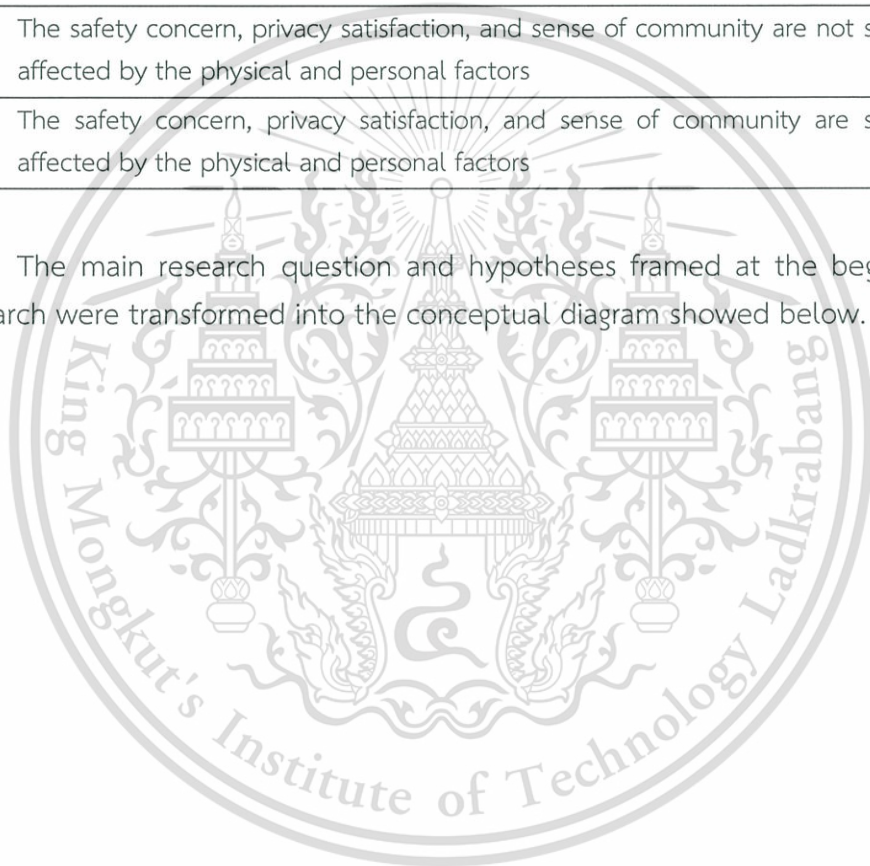 The safety concern, privacy satisfaction, and sense of community are not s
affected by the physical and personal factors
The safety concern, privacy satisfaction, and sense of community are s
affected by the physical and personal factors
The main research question and hypotheses framed at the beg
arch were transformed into the conceptual diagram showed below.
King Mongkut's Institute of Technology Ladkrabang